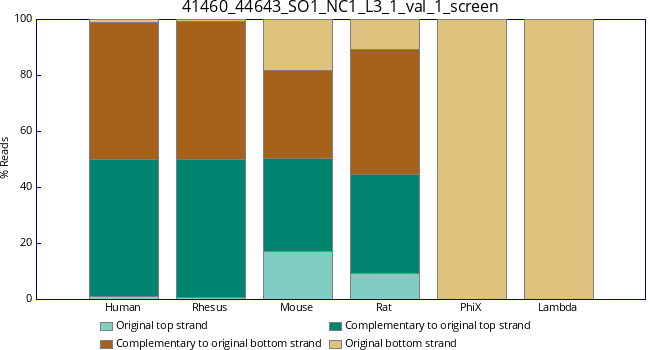 41460_44643_SO1_NC1_L3_1_val_1_screen
100
80
60
40
20
0
% Reads
Human Rhesus Mouse Rat PhiX Lambda
Original top strand Complementary to original top strand
Complementary to original bottom strand Original bottom strand